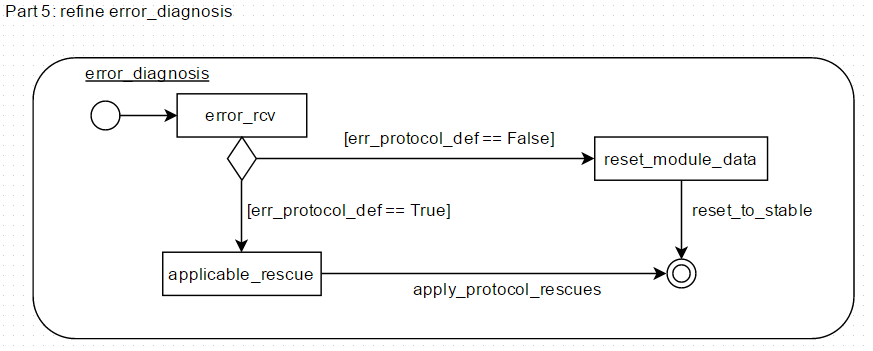 Part 5: refine error_diagnosis
error_diagnosis
error_rcv
[err_protocol_def == False]
reset_module_data
[err_protocol_def == True]
reset_to_stable
applicable_rescue
apply_protocol_rescues